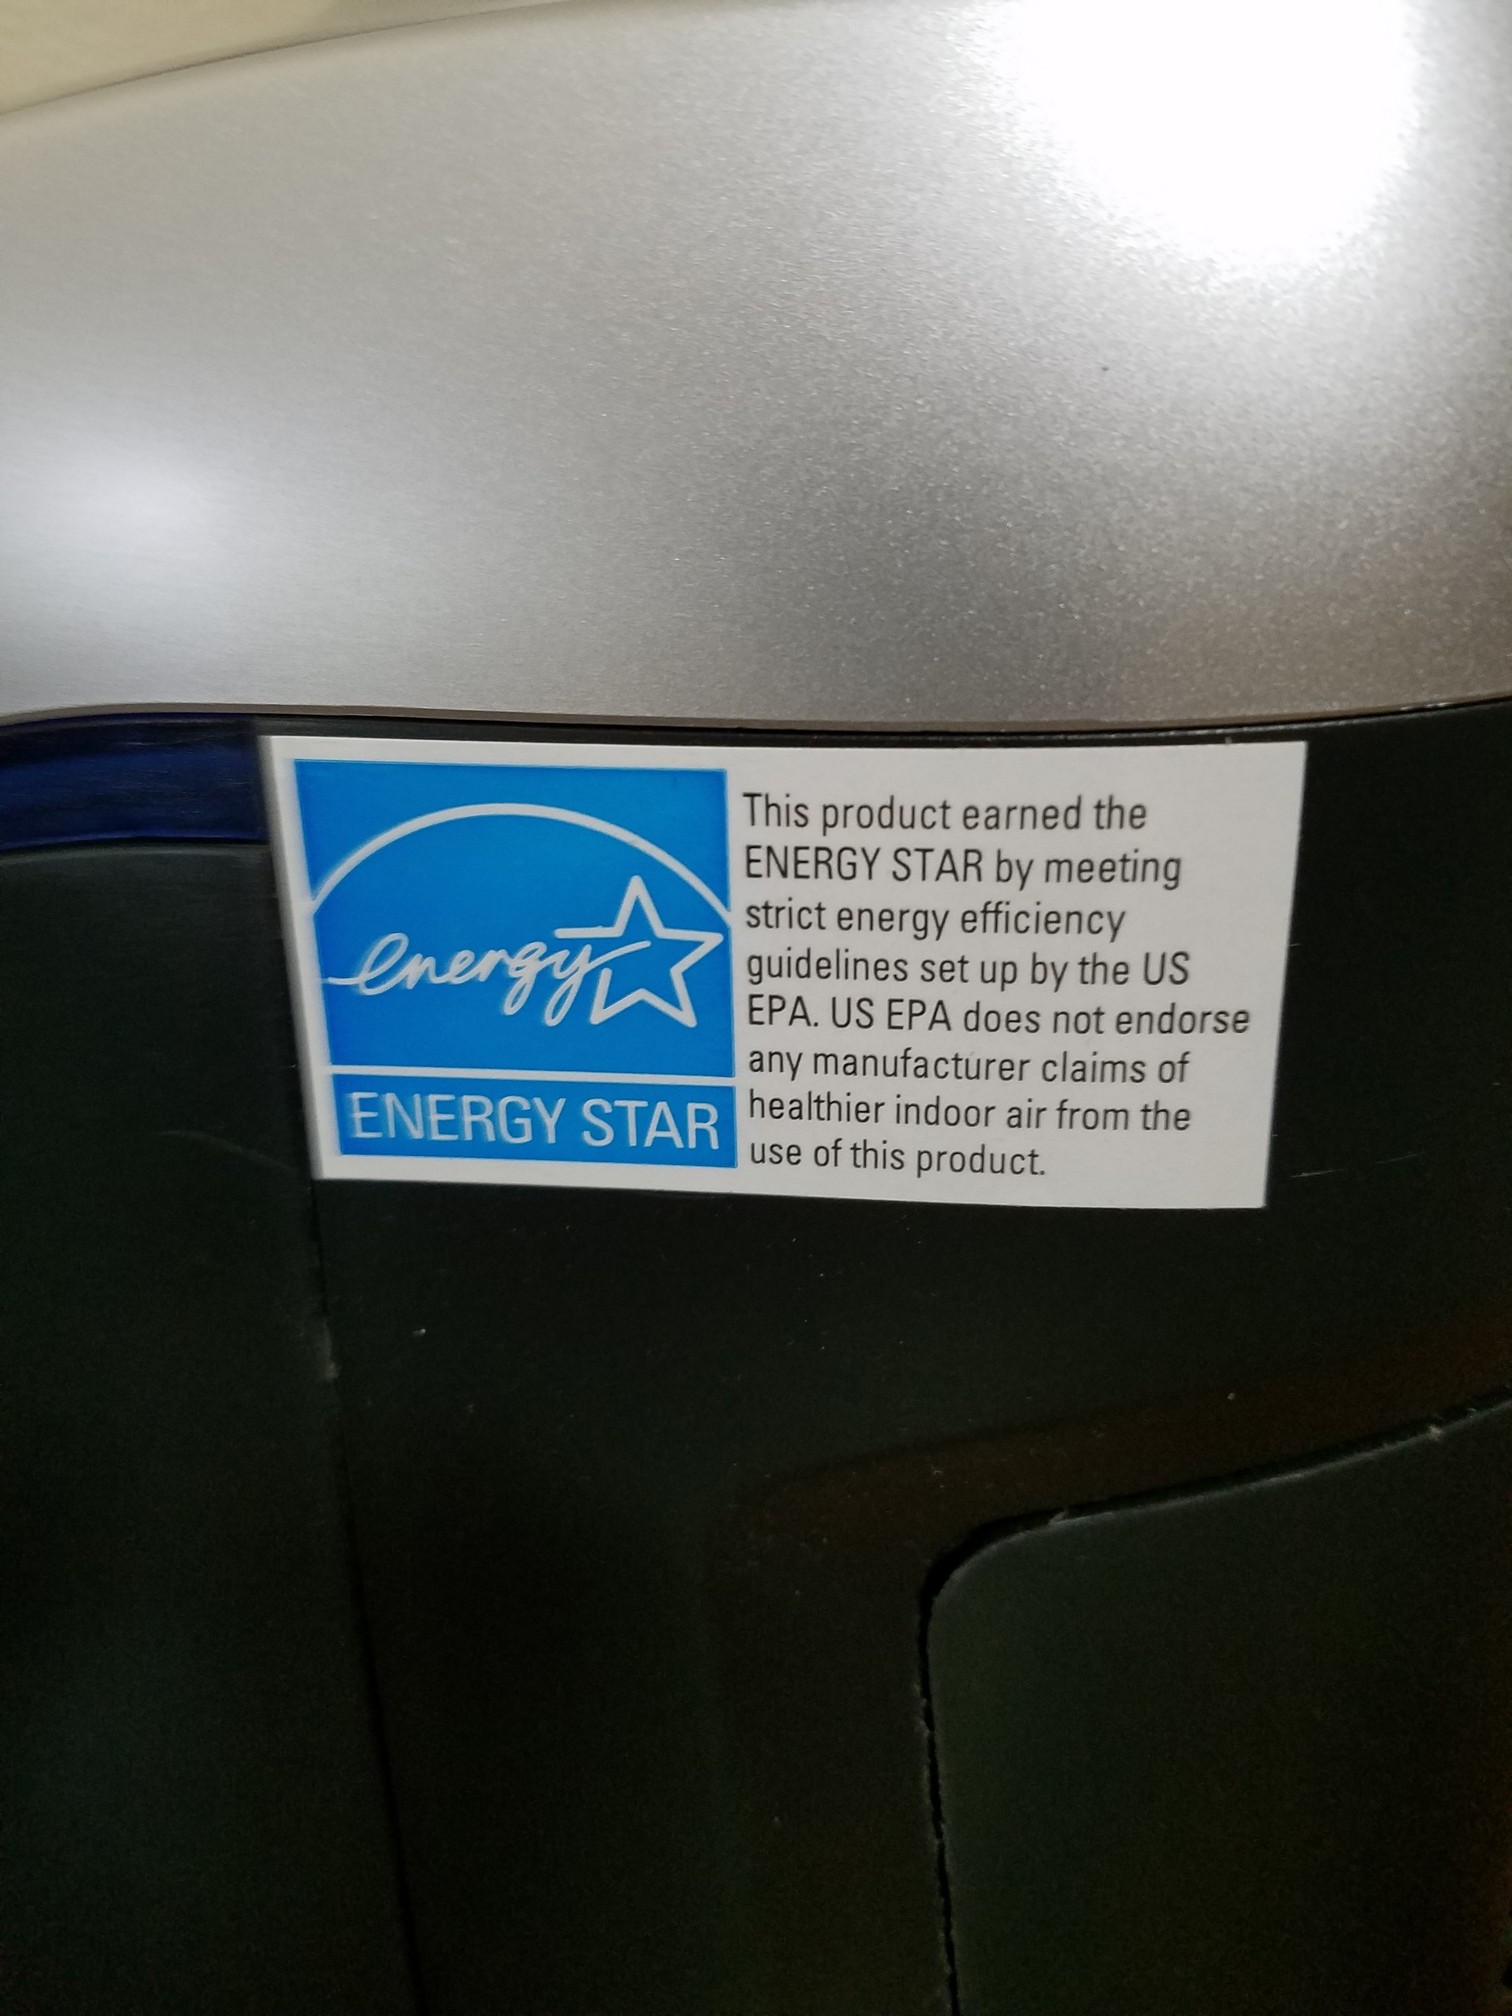 energy
ENERGY STAR
This product earned the
ENERGY STAR by meeting
strict energy efficiency
guidelines set up by the US
EPA. US EPA does not endorse
any manufacturer claims of
healthier indoor air from the
use of this product.